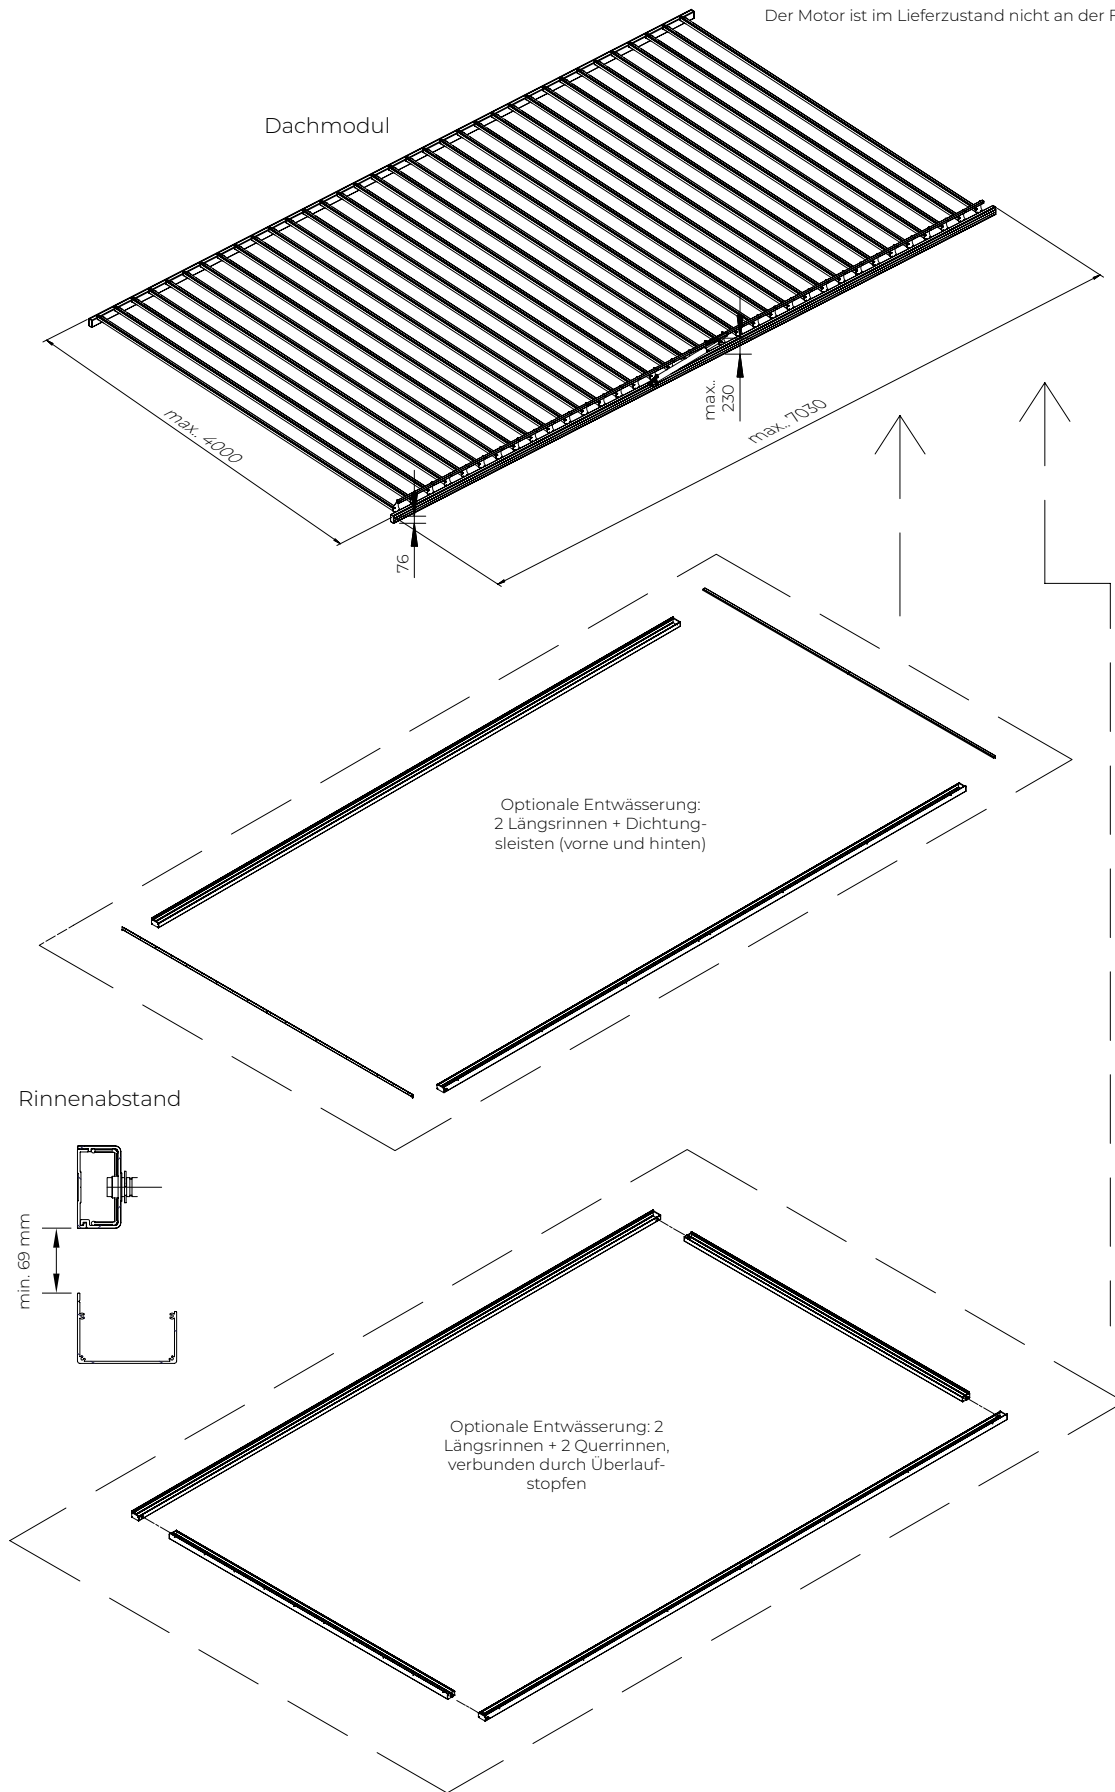 Der Motor ist im Lieferzustand nicht an der F
Dachmodul
max.. 4000
max..
230
max.. 7030
76
Optionale Entwässerung:
2 Längsrinnen + Dichtung-
sleisten (vorne und hinten)
Rinnenabstand
min. 69 mm
Optionale Entwässerung: 2
Längsrinnen + 2 Querrinnen,
verbunden durch Überlauf-
stopfen